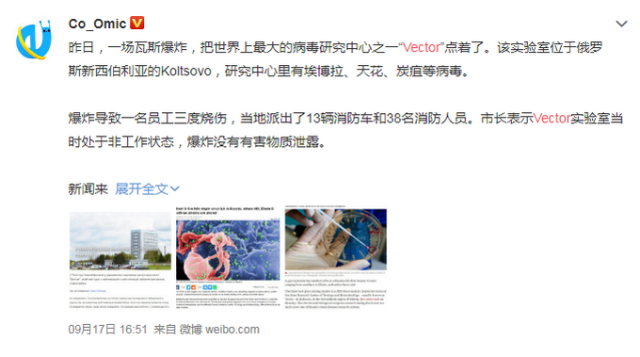 Co_Omic
昨日，一场瓦斯爆炸，把世界上最大的病毒研究中心之一“Vector”点着了。该实验室位于俄罗
斯新西伯利亚的Koltsovo，研究中心里有埃博拉、天花、炭疽等病毒。
爆炸导致一名员工三度烧伤，当地派出了13辆消防车和38名消防人员。市长表示Vector实验室当
时处于非工作状态，爆炸没有有害物质泄露。
新闻来 展开全文
09月17日 16:51 来自 微博 weibo.com